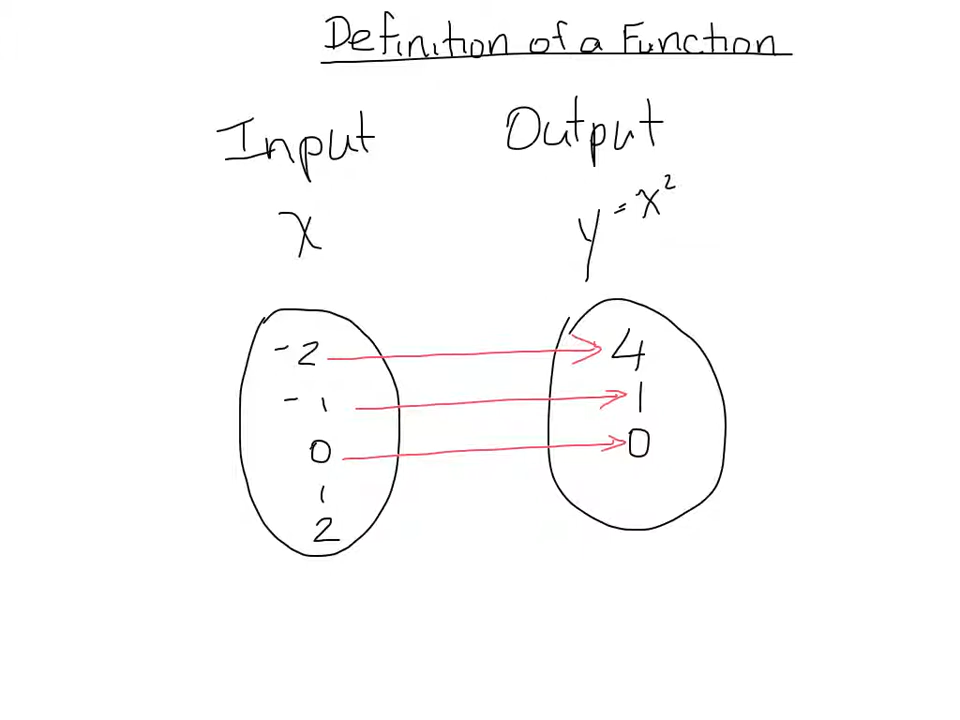 Definition of a Function
Input Output
x y = x²
-2 4
-1 1
0 0
1
2